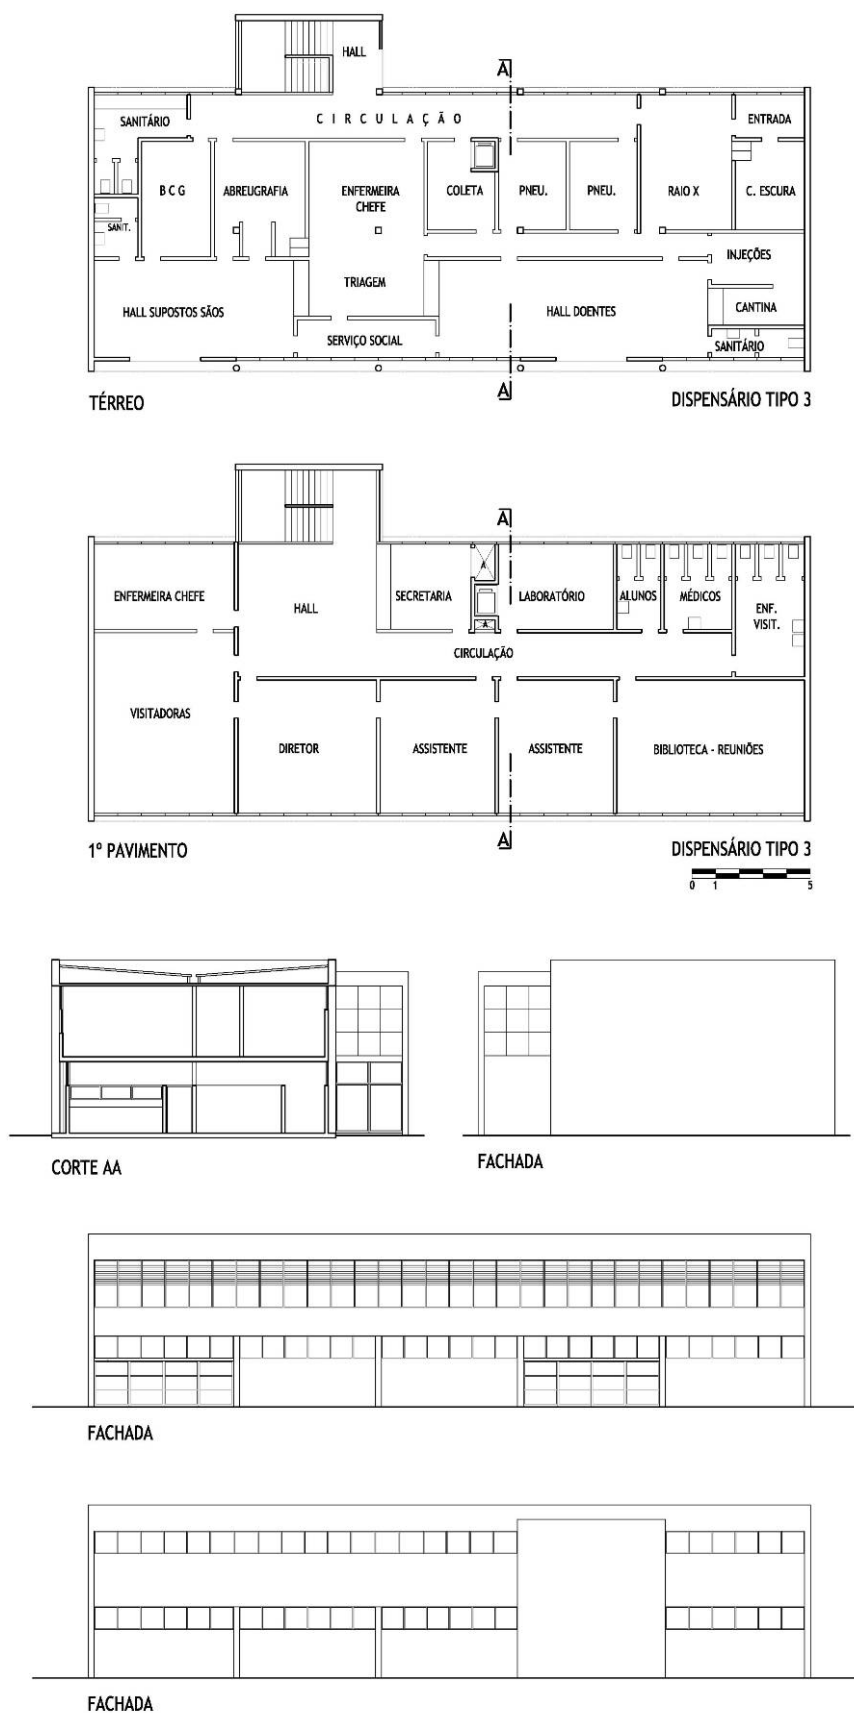 HALL
A
SANITÁRIO
C I R C U L A Ç Ã O
ENTRADA
B C G
ABREUGRAFIA
ENFERMEIRA
CHEFE
COLETA
PNEU.
PNEU.
RAIO X
C. ESCURA
SANIT.
INJEÇÕES
TRIAGEM
HALL SUPOSTOS SÃOS
HALL DOENTES
CANTINA
SERVIÇO SOCIAL
SANITÁRIO
A
TÉRREO
DISPENSÁRIO TIPO 3
A
ENFERMEIRA CHEFE
HALL
SECRETARIA
A
LABORATÓRIO
ALUNOS
MÉDICOS
ENF.
VISIT.
A
CIRCULAÇÃO
VISITADORAS
DIRETOR
ASSISTENTE
ASSISTENTE
BIBLIOTECA - REUNIÕES
A
1º PAVIMENTO
DISPENSÁRIO TIPO 3
0 1 5
CORTE AA
FACHADA
FACHADA
FACHADA